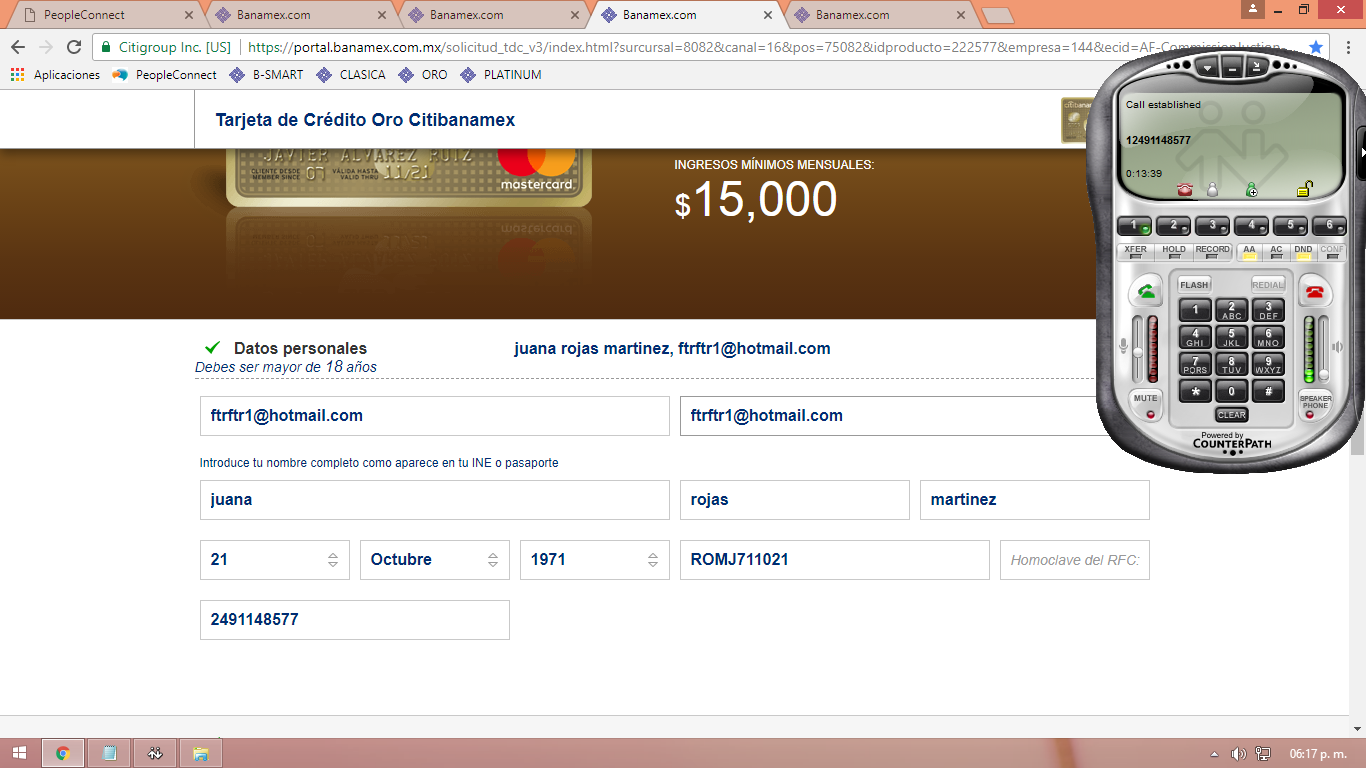 PeopleConnect
Banamex.com
Banamex.com
Banamex.com
Banamex.com
Citigroup Inc. [US]
https://portal.banamex.com.mx/solicitud_tdc_v3/index.html?sursal=8082&canal=16&pos=75082&idproducto=222577&empresa=144&ecid=AF-CommissionJuction
Aplicaciones
PeopleConnect
B-SMART
CLASICA
ORO
PLATINUM
Tarjeta de Crédito Oro Citibanamex
JAVIER ALVAREZ RUIZ
CLIENTE DESDE
MEMBER SINCE
07
VÁLIDA HASTA
VALID THRU
11/21
mastercard
INGRESOS MÍNIMOS MENSUALES:
$15,000
Datos personales
juana rojas martinez, ftrftr1@hotmail.com
Debes ser mayor de 18 años
ftrftr1@hotmail.com
ftrftr1@hotmail.com
Introduce tu nombre completo como aparece en tu INE o pasaporte
juana
rojas
martinez
21
Octubre
1971
ROMJ711021
Homoclave del RFC:
2491148577
Call established
12491148577
0:13:39
1
2
3
4
5
6
XFER
HOLD
RECORD
AA
AC
DND
CONF
FLASH
REDIAL
1
2 ABC
3 DEF
4 GHI
5 JKL
6 MNO
7 PQRS
8 TUV
9 WXYZ
*
0
#
MUTE
SPEAKER PHONE
CLEAR
Powered by
COUNTERPATH
06:17 p. m.